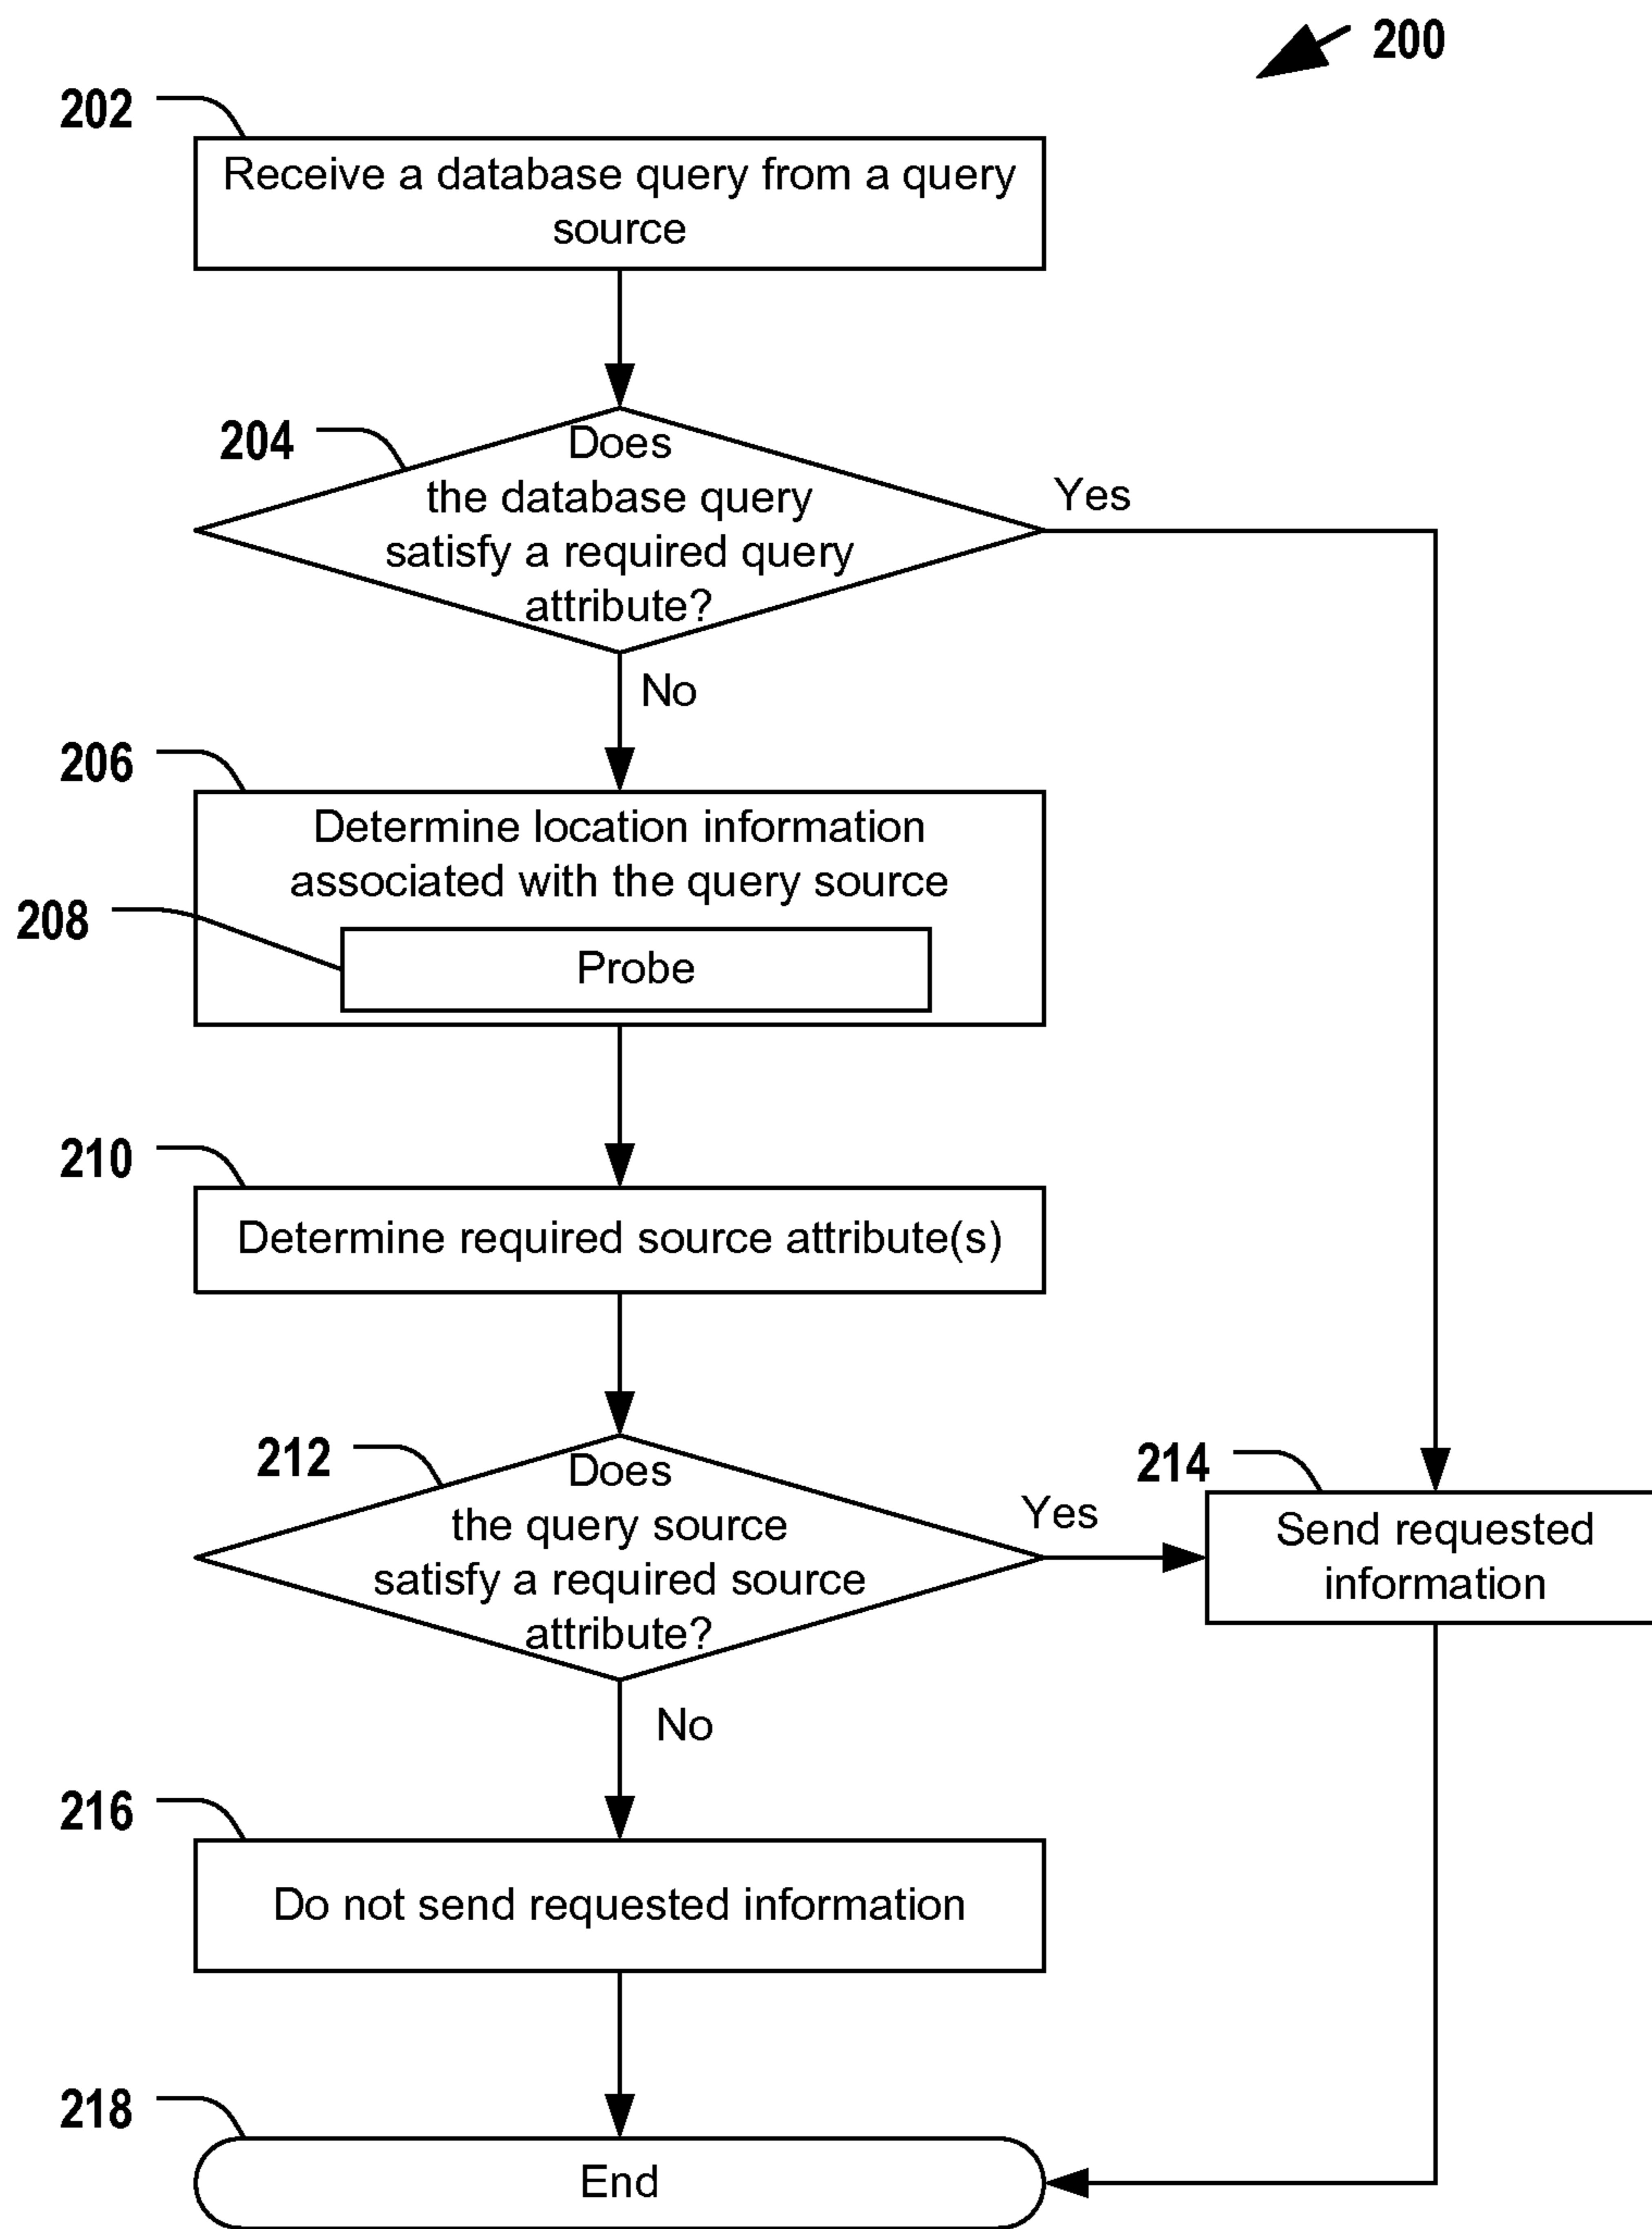 200
202
Receive a database query from a query
source
204
Does
the database query
satisfy a required query
attribute?
Yes
No
206
Determine location information
associated with the query source
208
Probe
210
Determine required source attribute(s)
212
Does
the query source
satisfy a required source
attribute?
Yes
214
Send requested
information
No
216
Do not send requested information
218
End